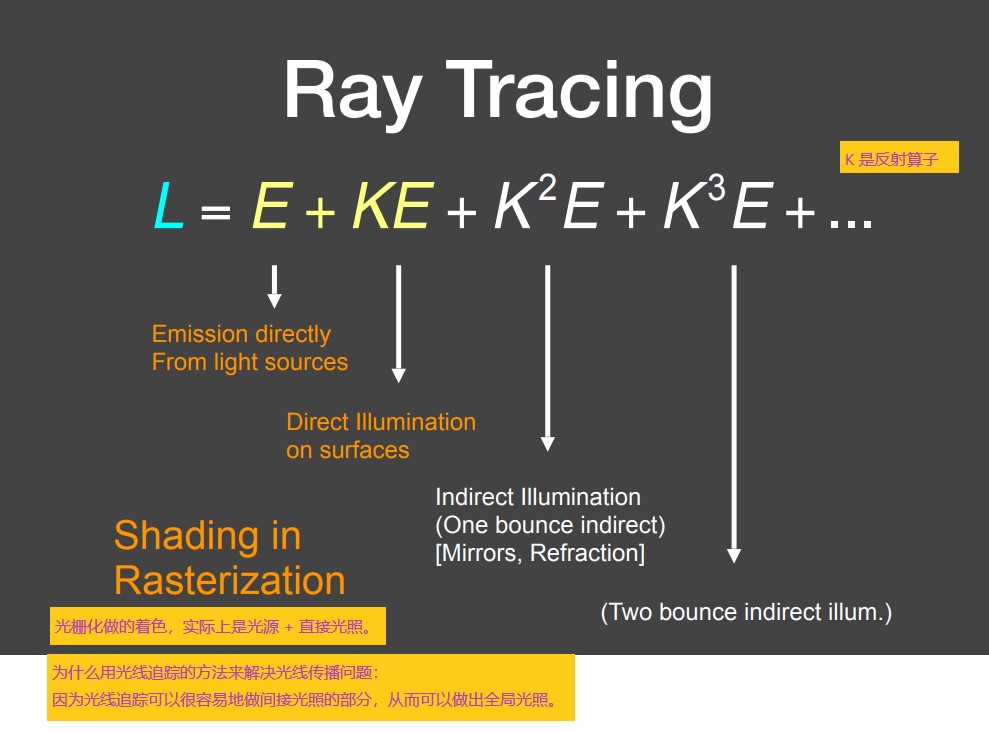 Ray Tracing
K 是反射算子
L = E + KE + K²E + K³E + ...
Emission directly
From light sources
Direct Illumination
on surfaces
Indirect Illumination
(One bounce indirect)
[Mirrors, Refraction]
Shading in
Rasterization
(Two bounce indirect illum.)
光栅化做的着色，实际上是光源 + 直接光照。
为什么用光线追踪的方法来解决光线传播问题：
因为光线追踪可以很容易地做间接光照的部分，从而可以做出全局光照。